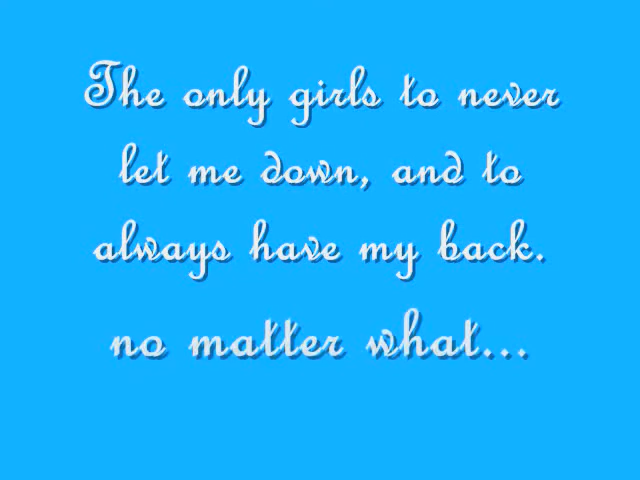 The only girls to never
let me down, and to
always have my back.
no matter what...